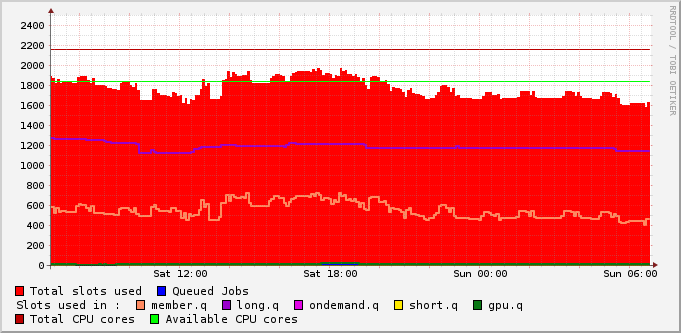 RRDTOOL / TOBI OETIKER
2400
2200
2000
1800
1600
1400
1200
1000
800
600
400
200
0
Sat 12:00 Sat 18:00 Sun 00:00 Sun 06:00
Total slots used Queued Jobs
Slots used in : member.q long.q ondemand.q short.q gpu.q
Total CPU cores Available CPU cores